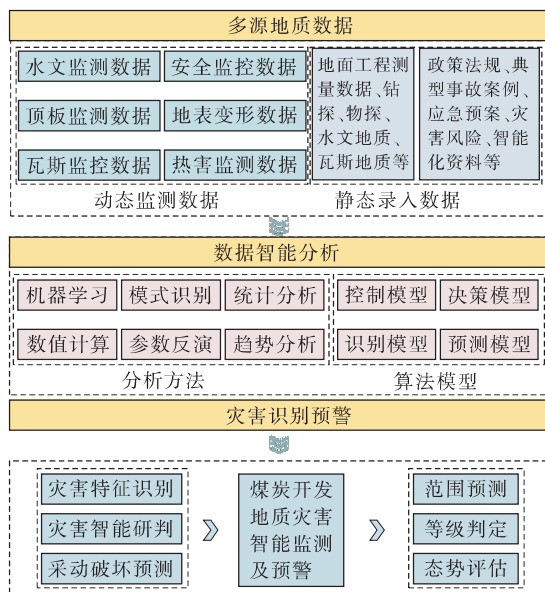 多源地质数据
水文监测数据
安全监控数据
顶板监测数据
地表变形数据
瓦斯监控数据
热害监测数据
动态监测数据
地面工程测
量数据、钻
探、物探、
水文地质、
瓦斯地质等
政策法规、典
型事故案例、
应急预案、灾
害风险、智能
化资料等
静态录入数据
数据智能分析
机器学习
模式识别
统计分析
数值计算
参数反演
趋势分析
分析方法
控制模型
决策模型
识别模型
预测模型
算法模型
灾害识别预警
灾害特征识别
灾害智能研判
采动破坏预测
煤炭开发
地质灾害
智能监测
及预警
范围预测
等级判定
态势评估